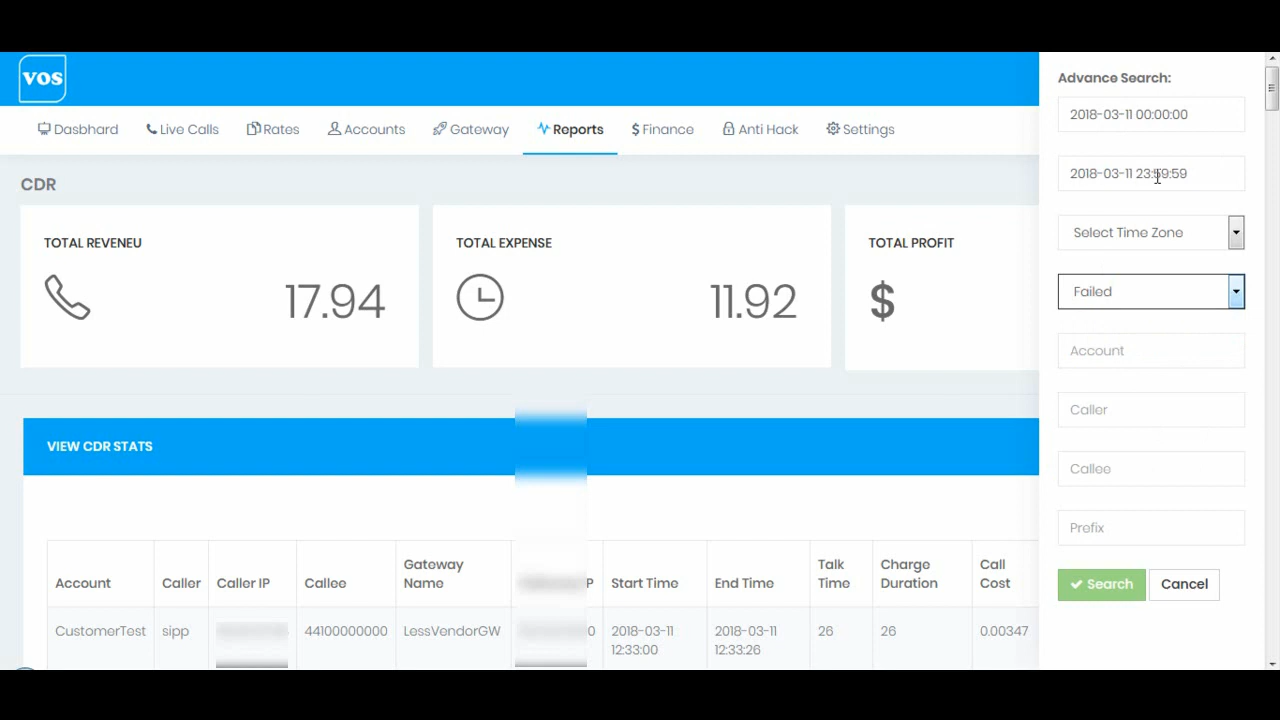 vos
Dasbhard
Live Calls
Rates
Accounts
Gateway
Reports
$ Finance
Anti Hack
Settings
CDR
TOTAL REVENEU
17.94
TOTAL EXPENSE
11.92
TOTAL PROFIT
$
VIEW CDR STATS
Account
Caller
Caller IP
Callee
Gateway
Name
P
Start Time
End Time
Talk
Time
Charge
Duration
Call
Cost
CustomerTest
sipp
44100000000
LessVendorGW
0
2018-03-11
12:33:00
2018-03-11
12:33:26
26
26
0.00347
Advance Search:
2018-03-11 00:00:00
2018-03-11 23:59:59
Select Time Zone
Failed
Account
Caller
Callee
Prefix
Search
Cancel